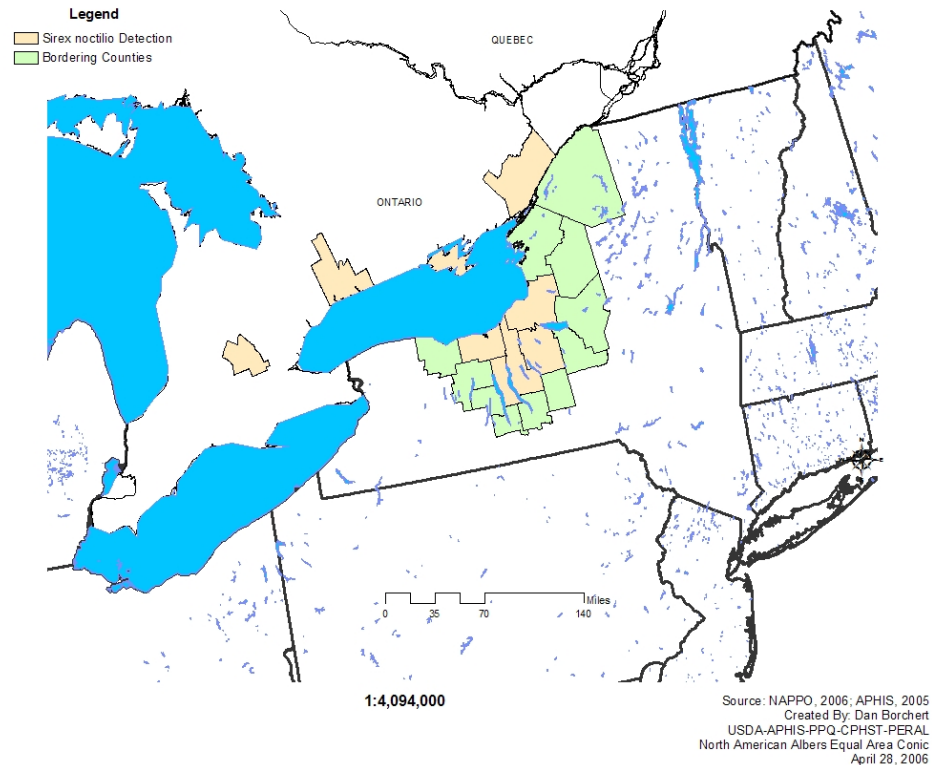 Legend
Sirex noctilio Detection
Bordering Counties
QUEBEC
ONTARIO
Miles
0 35 70 140
1:4,094,000
Source: NAPPO, 2006; APHIS, 2005
Created By: Dan Borchert
USDA-APHIS-PPQ-CPHST-PERAL
North American Albers Equal Area Conic
April 28, 2006